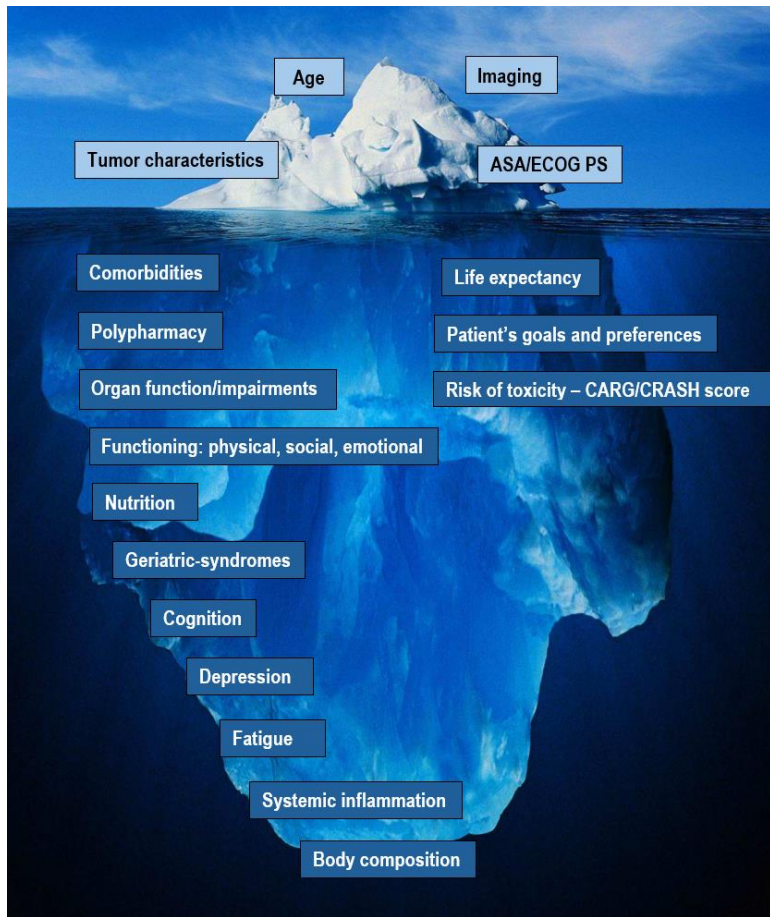 Age
Imaging
Tumor characteristics
ASA/ECOG PS
Comorbidities
Life expectancy
Polypharmacy
Patient's goals and preferences
Organ function/impairments
Risk of toxicity – CARG/CRASH score
Functioning: physical, social, emotional
Nutrition
Geriatric-syndromes
Cognition
Depression
Fatigue
Systemic inflammation
Body composition